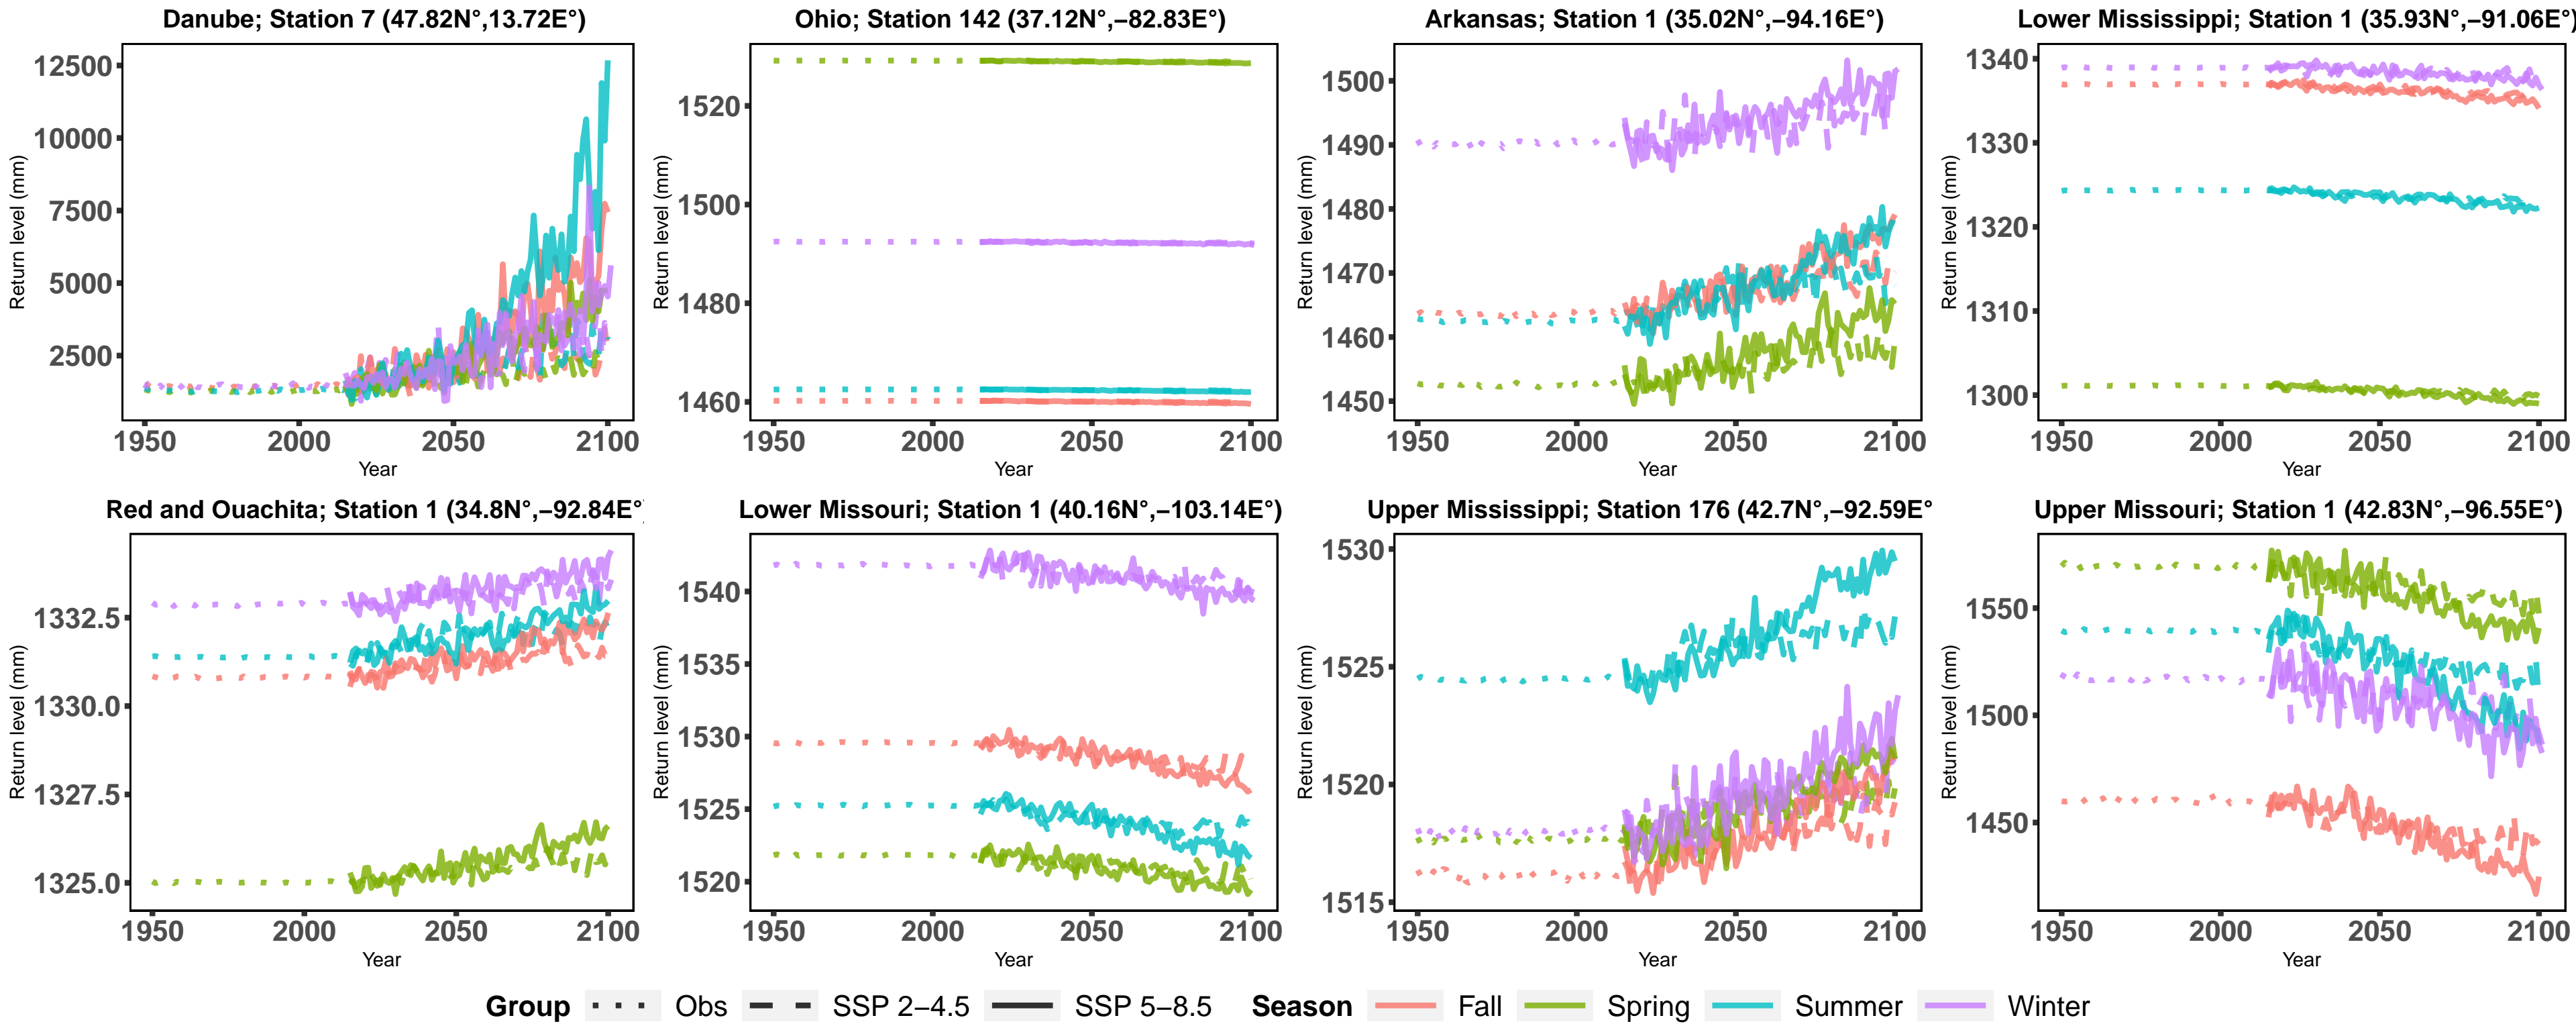 Danube; Station 7 (47.82N°,13.72E°)
Return level (mm)
12500
10000
7500
5000
2500
1950 2000 2050 2100
Year
Ohio; Station 142 (37.12N°,−82.83E°)
Return level (mm)
1520
1500
1480
1460
1950 2000 2050 2100
Year
Arkansas; Station 1 (35.02N°,−94.16E°)
Return level (mm)
1500
1490
1480
1470
1460
1450
1950 2000 2050 2100
Year
Lower Mississippi; Station 1 (35.93N°,−91.06E°)
Return level (mm)
1340
1330
1320
1310
1300
1950 2000 2050 2100
Year
Red and Ouachita; Station 1 (34.8N°,−92.84E°)
Return level (mm)
1332.5
1330.0
1327.5
1325.0
1950 2000 2050 2100
Year
Lower Missouri; Station 1 (40.16N°,−103.14E°)
Return level (mm)
1540
1535
1530
1525
1520
1950 2000 2050 2100
Year
Upper Mississippi; Station 176 (42.7N°,−92.59E°
Return level (mm)
1530
1525
1520
1515
1950 2000 2050 2100
Year
Upper Missouri; Station 1 (42.83N°,−96.55E°)
Return level (mm)
1550
1500
1450
1950 2000 2050 2100
Year
Group Obs SSP 2−4.5 SSP 5−8.5 Season Fall Spring Summer Winter